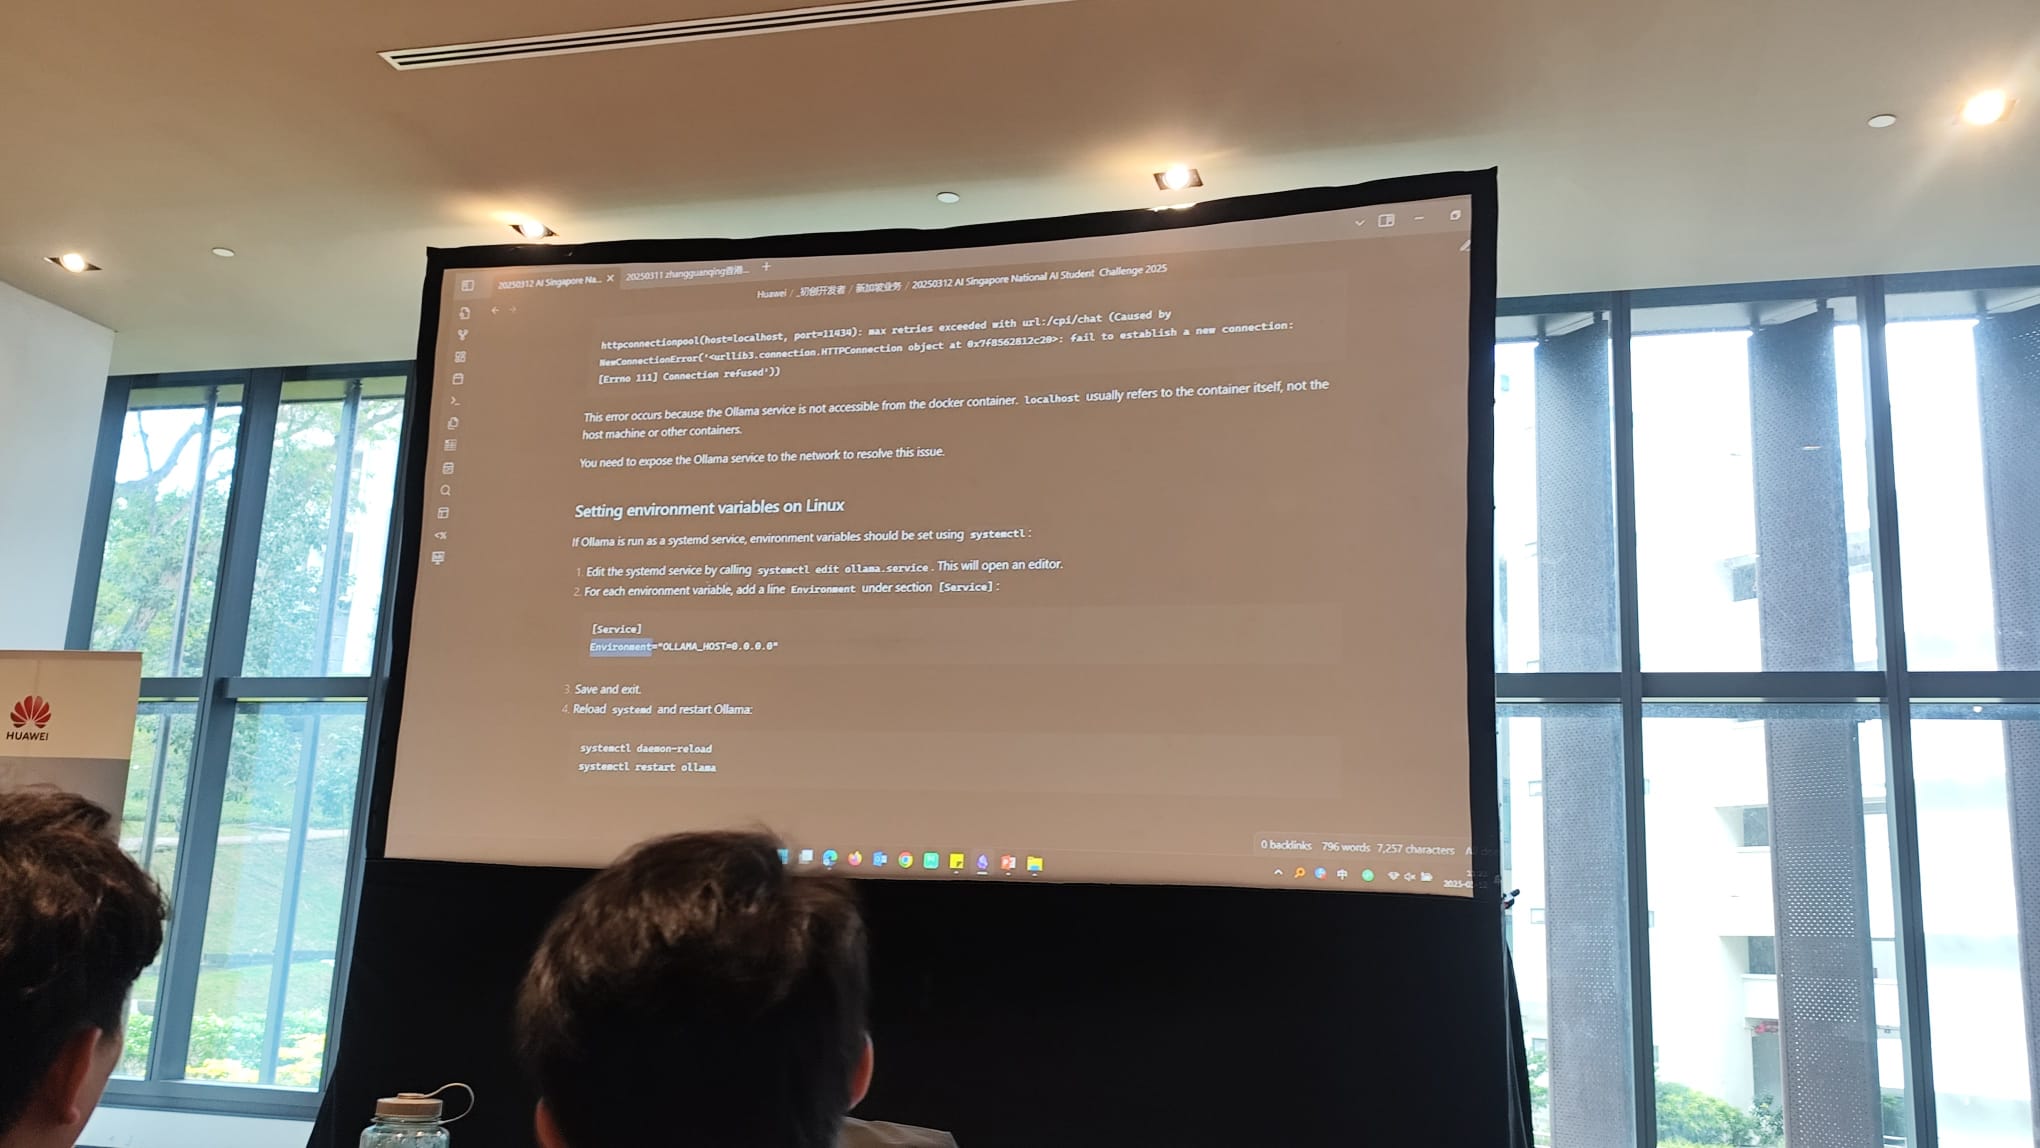 20250312 AI Singapore Na...
20250311 zhangguanqing香港...
Huawei / _初创开发者 / 新加坡业务 / 20250312 AI Singapore National AI Student Challenge 2025
httpconnectionpool(host=localhost, port=11434): max retries exceeded with url:/cpi/chat (Caused by
NewConnectionError('<urllib3.connection.HTTPConnection object at 0x7f8562812c20>: fail to establish a new connection:
[Errno 111] Connection refused'))
This error occurs because the Ollama service is not accessible from the docker container. localhost usually refers to the container itself, not the
host machine or other containers.
You need to expose the Ollama service to the network to resolve this issue.
Setting environment variables on Linux
If Ollama is run as a systemd service, environment variables should be set using systemctl:
1. Edit the systemd service by calling systemctl edit ollama.service. This will open an editor.
2. For each environment variable, add a line Environment under section [Service]:
[Service]
Environment="OLLAMA_HOST=0.0.0.0"
3. Save and exit.
4. Reload systemd and restart Ollama:
systemctl daemon-reload
systemctl restart ollama
0 backlinks 796 words 7,257 characters
中
HUAWEI